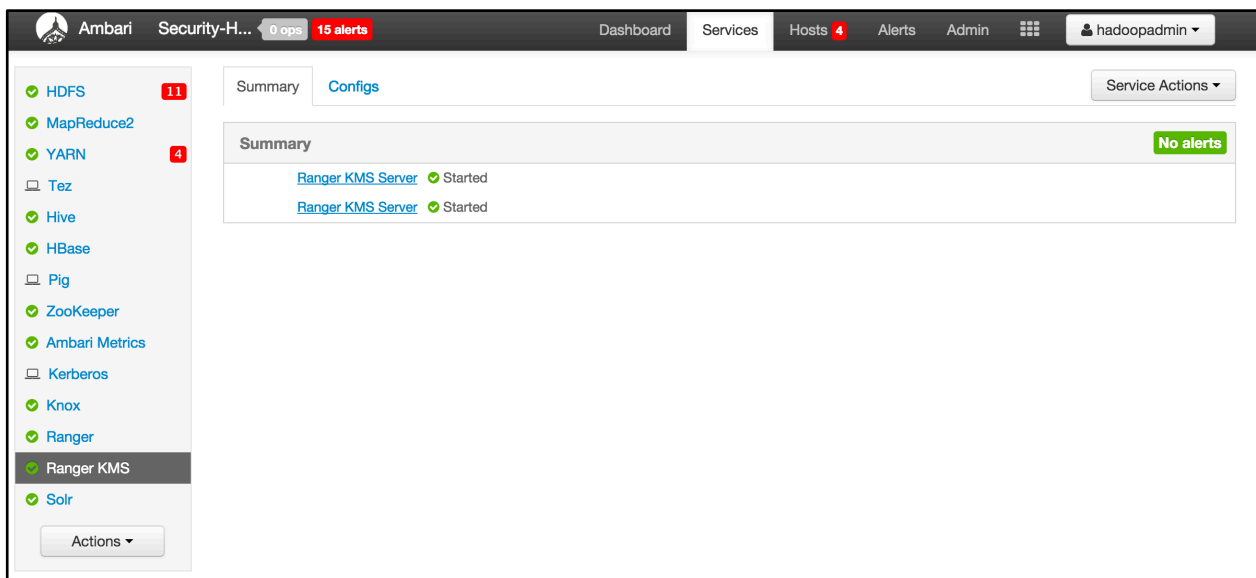 Ambari Security-H... 0 ops 15 alerts Dashboard Services Hosts 4 Alerts Admin hadoopadmin
HDFS 11
MapReduce2
YARN 4
Tez
Hive
HBase
Pig
ZooKeeper
Ambari Metrics
Kerberos
Knox
Ranger
Ranger KMS
Solr
Actions
Summary Configs Service Actions
Summary No alerts
Ranger KMS Server Started
Ranger KMS Server Started